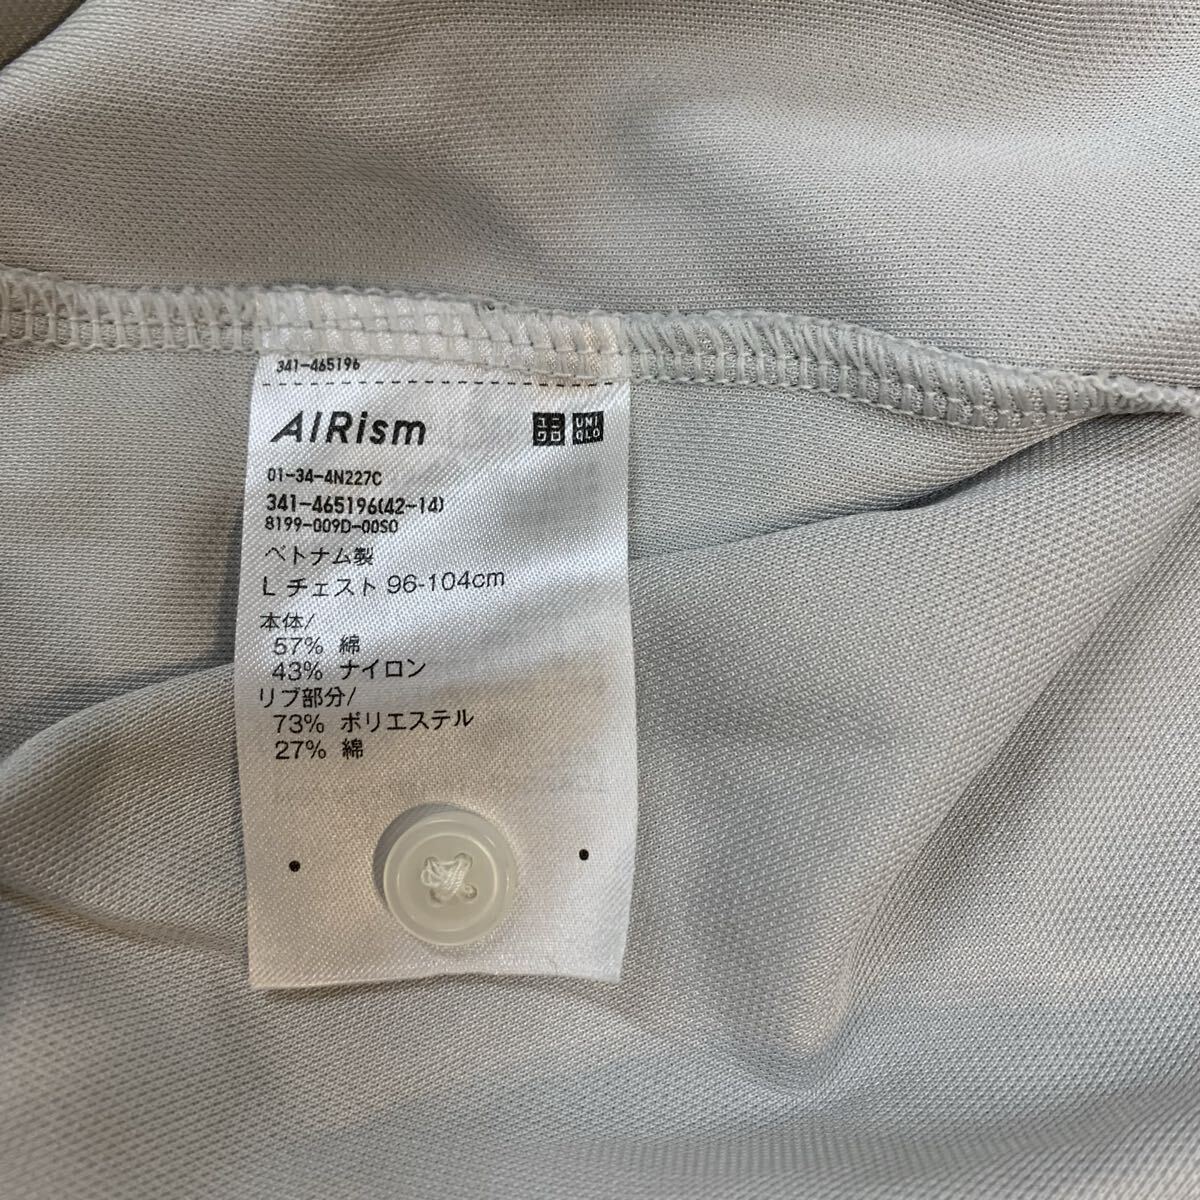 341-465196
AIRism ユニクロ UNIQLO
01-34-4N227C
341-465196(42-14)
8199-009D-00S0
ベトナム製
L チェスト 96-104cm
本体/
57% 綿
43% ナイロン
リブ部分/
73% ポリエステル
27% 綿